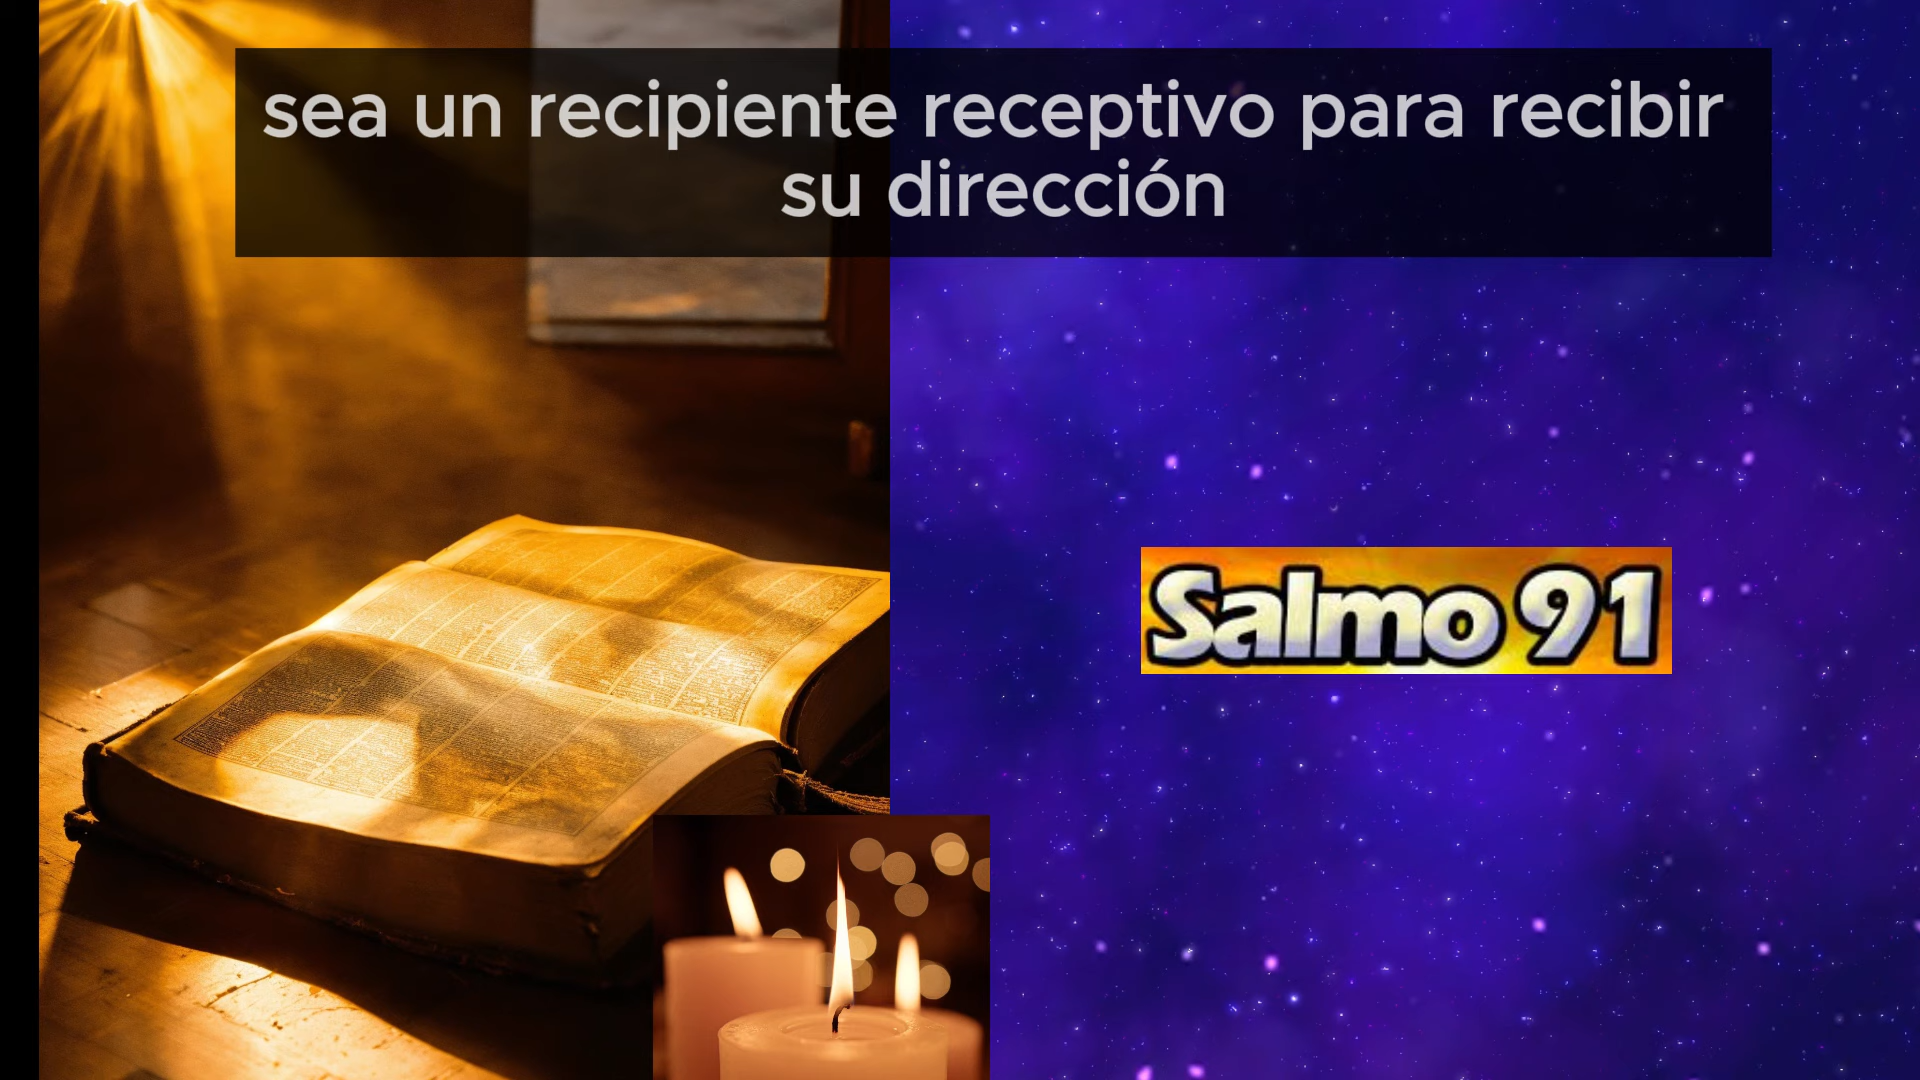 sea un recipiente receptivo para recibir
su dirección
Salmo 91